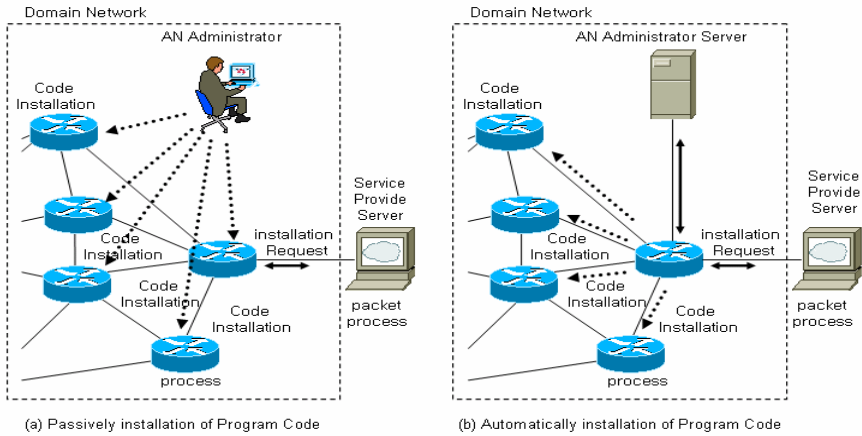 Domain Network
AN Administrator
Code
Installation
Service
Provide
Server
Code
Installation
installation
Request
Code
Installation
packet
process
Code
Installation
process
(a) Passively installation of Program Code
Domain Network
AN Administrator Server
Code
Installation
Service
Provide
Server
Code
Installation
installation
Request
Code
Installation
packet
process
Code
Installation
process
(b) Automatically installation of Program Code